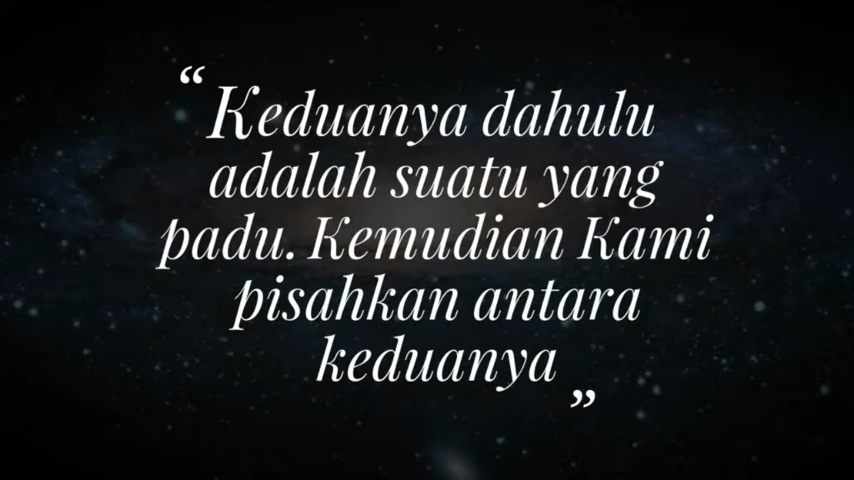 “Keduanya dahulu
adalah suatu yang
padu. Kemudian Kami
pisahkan antara
keduanya”